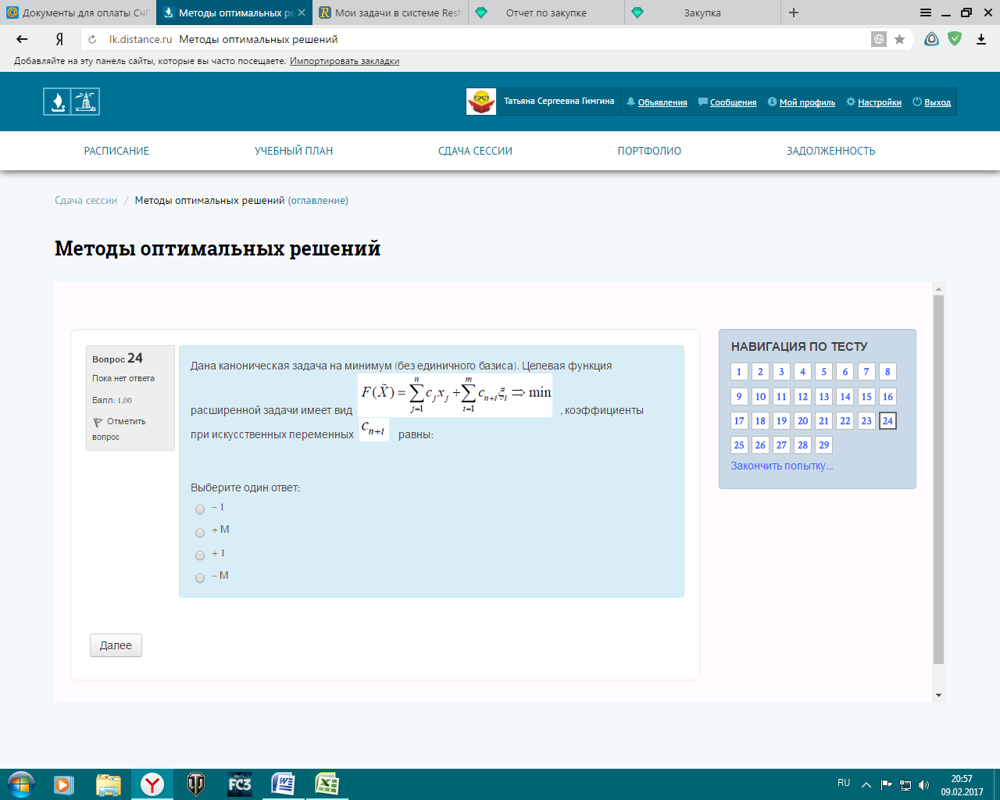 Документы для оплаты СчГ
Методы оптимальных ре
Мои задачи в системе Resh
Отчет по закупке
Закупка
Я
lk.distance.ru Методы оптимальных решений
Добавляйте на эту панель сайты, которые вы часто посещаете. Импортировать закладки
Татьяна Сергеевна Гимгина
Объявления
Сообщения
Мой профиль
Настройки
Выход
РАСПИСАНИЕ
УЧЕБНЫЙ ПЛАН
СДАЧА СЕССИИ
ПОРТФОЛИО
ЗАДОЛЖЕННОСТЬ
Сдача сессии / Методы оптимальных решений (оглавление)
Методы оптимальных решений
Вопрос 24
Пока нет ответа
Балл: 1,00
Отметить
вопрос
Дана каноническая задача на минимум (без единичного базиса). Целевая функция
расширенной задачи имеет вид F(X̃) = ∑_{j=1}^{n} c_j x_j + ∑_{i=1}^{m} c_{n+i} ξ_i ⇒ min , коэффициенты
при искусственных переменных c_{n+i} равны:
Выберите один ответ:
– 1
+ М
+ 1
– М
Далее
НАВИГАЦИЯ ПО ТЕСТУ
1 2 3 4 5 6 7 8
9 10 11 12 13 14 15 16
17 18 19 20 21 22 23 24
25 26 27 28 29
Закончить попытку...
FC3
RU
20:57
09.02.2017